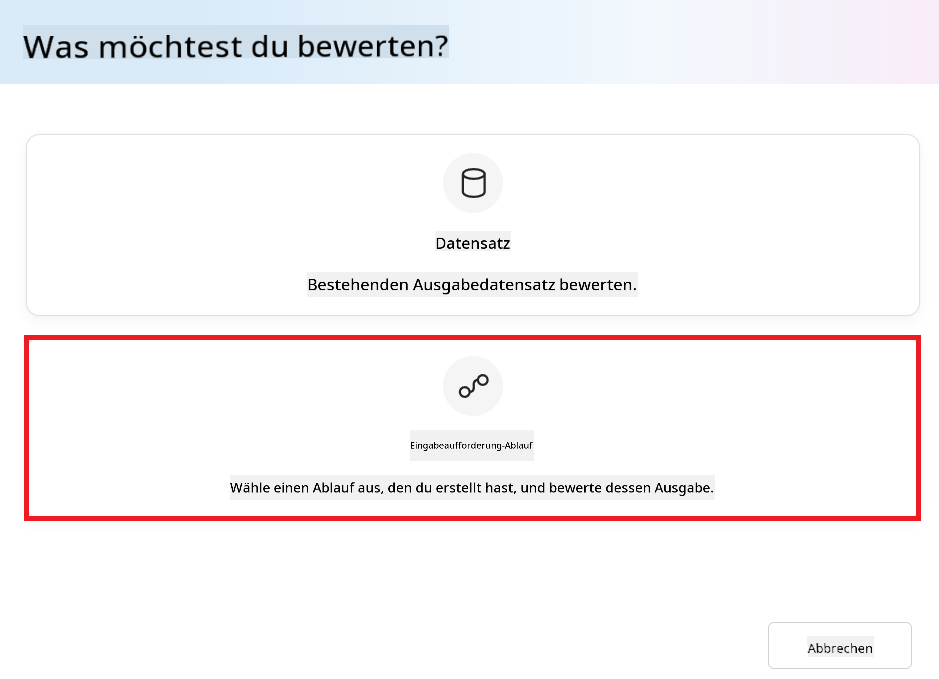 Was möchtest du bewerten?
Datensatz
Bestehenden Ausgabedatensatz bewerten.
Eingabeaufforderung-Ablauf
Wähle einen Ablauf aus, den du erstellt hast, und bewerte dessen Ausgabe.
Abbrechen